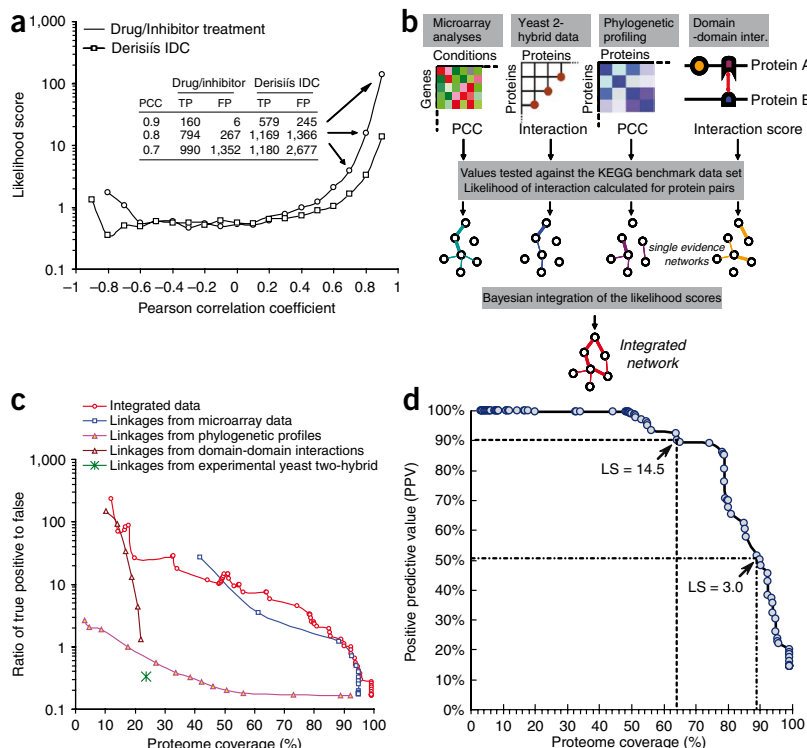 a
Drug/Inhibitor treatment
Derisiís IDC
Drug/inhibitor Derisiís IDC
PCC TP FP TP FP
0.9 160 6 579 245
0.8 794 267 1,169 1,366
0.7 990 1,352 1,180 2,677
Likelihood score
1,000
100
10
1
0.1
−1 −0.8 −0.6 −0.4 −0.2 0 0.2 0.4 0.6 0.8 1
Pearson correlation coefficient
b
Microarray analyses
Yeast 2-hybrid data
Phylogenetic profiling
Domain -domain inter.
Conditions
Genes
Proteins
Proteins
Proteins
Proteins
Protein A
Protein B
PCC Interaction PCC Interaction score
Values tested against the KEGG benchmark data set
Likelihood of interaction calculated for protein pairs
single evidence
networks
Bayesian integration of the likelihood scores
Integrated
network
c
Integrated data
Linkages from microarray data
Linkages from phylogenetic profiles
Linkages from domain-domain interactions
Linkages from experimental yeast two-hybrid
Ratio of true positive to false
1,000
100
10
1
0.1
0 10 20 30 40 50 60 70 80 90 100
Proteome coverage (%)
d
Positive predictive value (PPV)
100%
90%
80%
70%
60%
50%
40%
30%
20%
10%
0%
LS = 14.5
LS = 3.0
0 10 20 30 40 50 60 70 80 90 100
Proteome coverage (%)